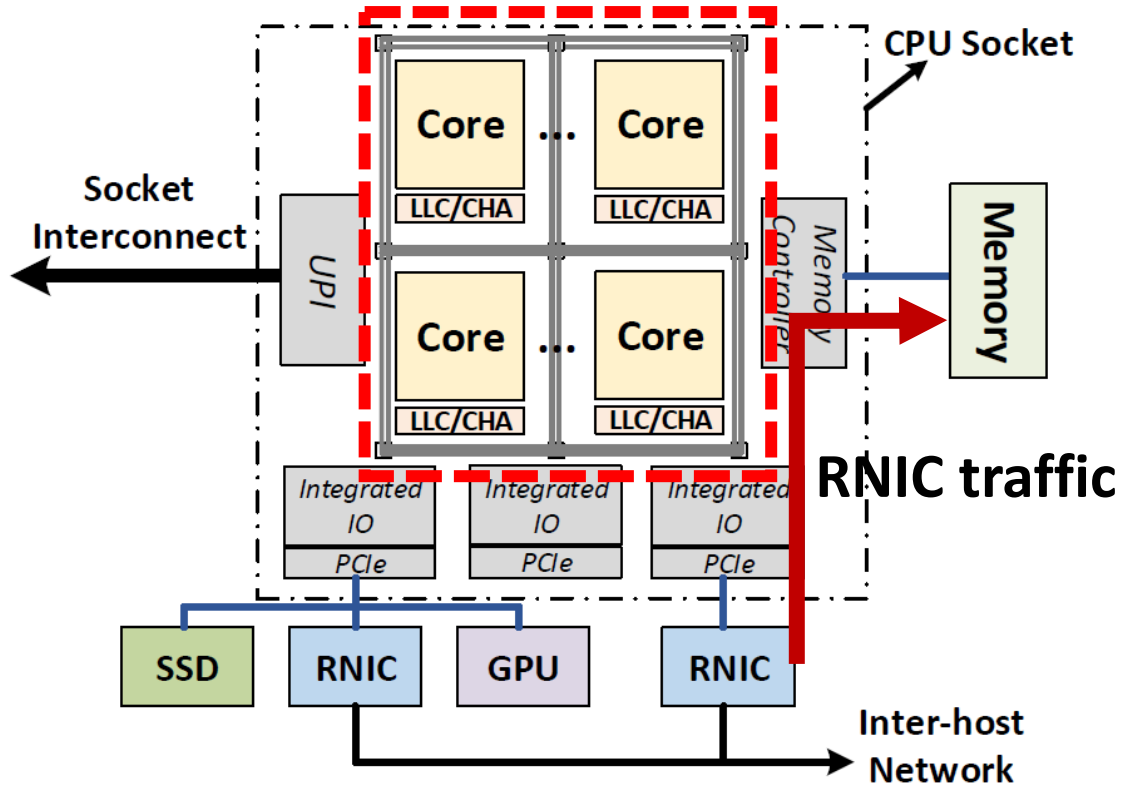 CPU Socket
Core
...
Core
LLC/CHA
LLC/CHA
Socket
Interconnect
UPI
Memory
Controller
Memory
Core
...
Core
LLC/CHA
LLC/CHA
RNIC traffic
Integrated
IO
PCIe
Integrated
IO
PCIe
Integrated
IO
PCIe
SSD
RNIC
GPU
RNIC
Inter-host
Network